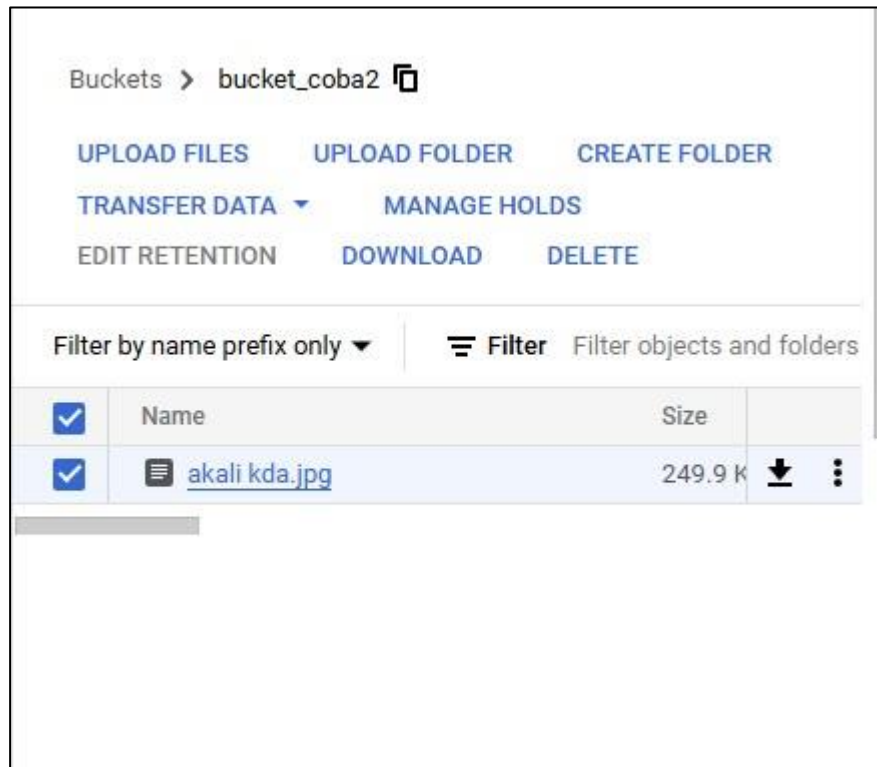 Buckets > bucket_coba2
UPLOAD FILES UPLOAD FOLDER CREATE FOLDER
TRANSFER DATA MANAGE HOLDS
EDIT RETENTION DOWNLOAD DELETE
Filter by name prefix only Filter Filter objects and folders
Name Size
akali kda.jpg 249.9 K